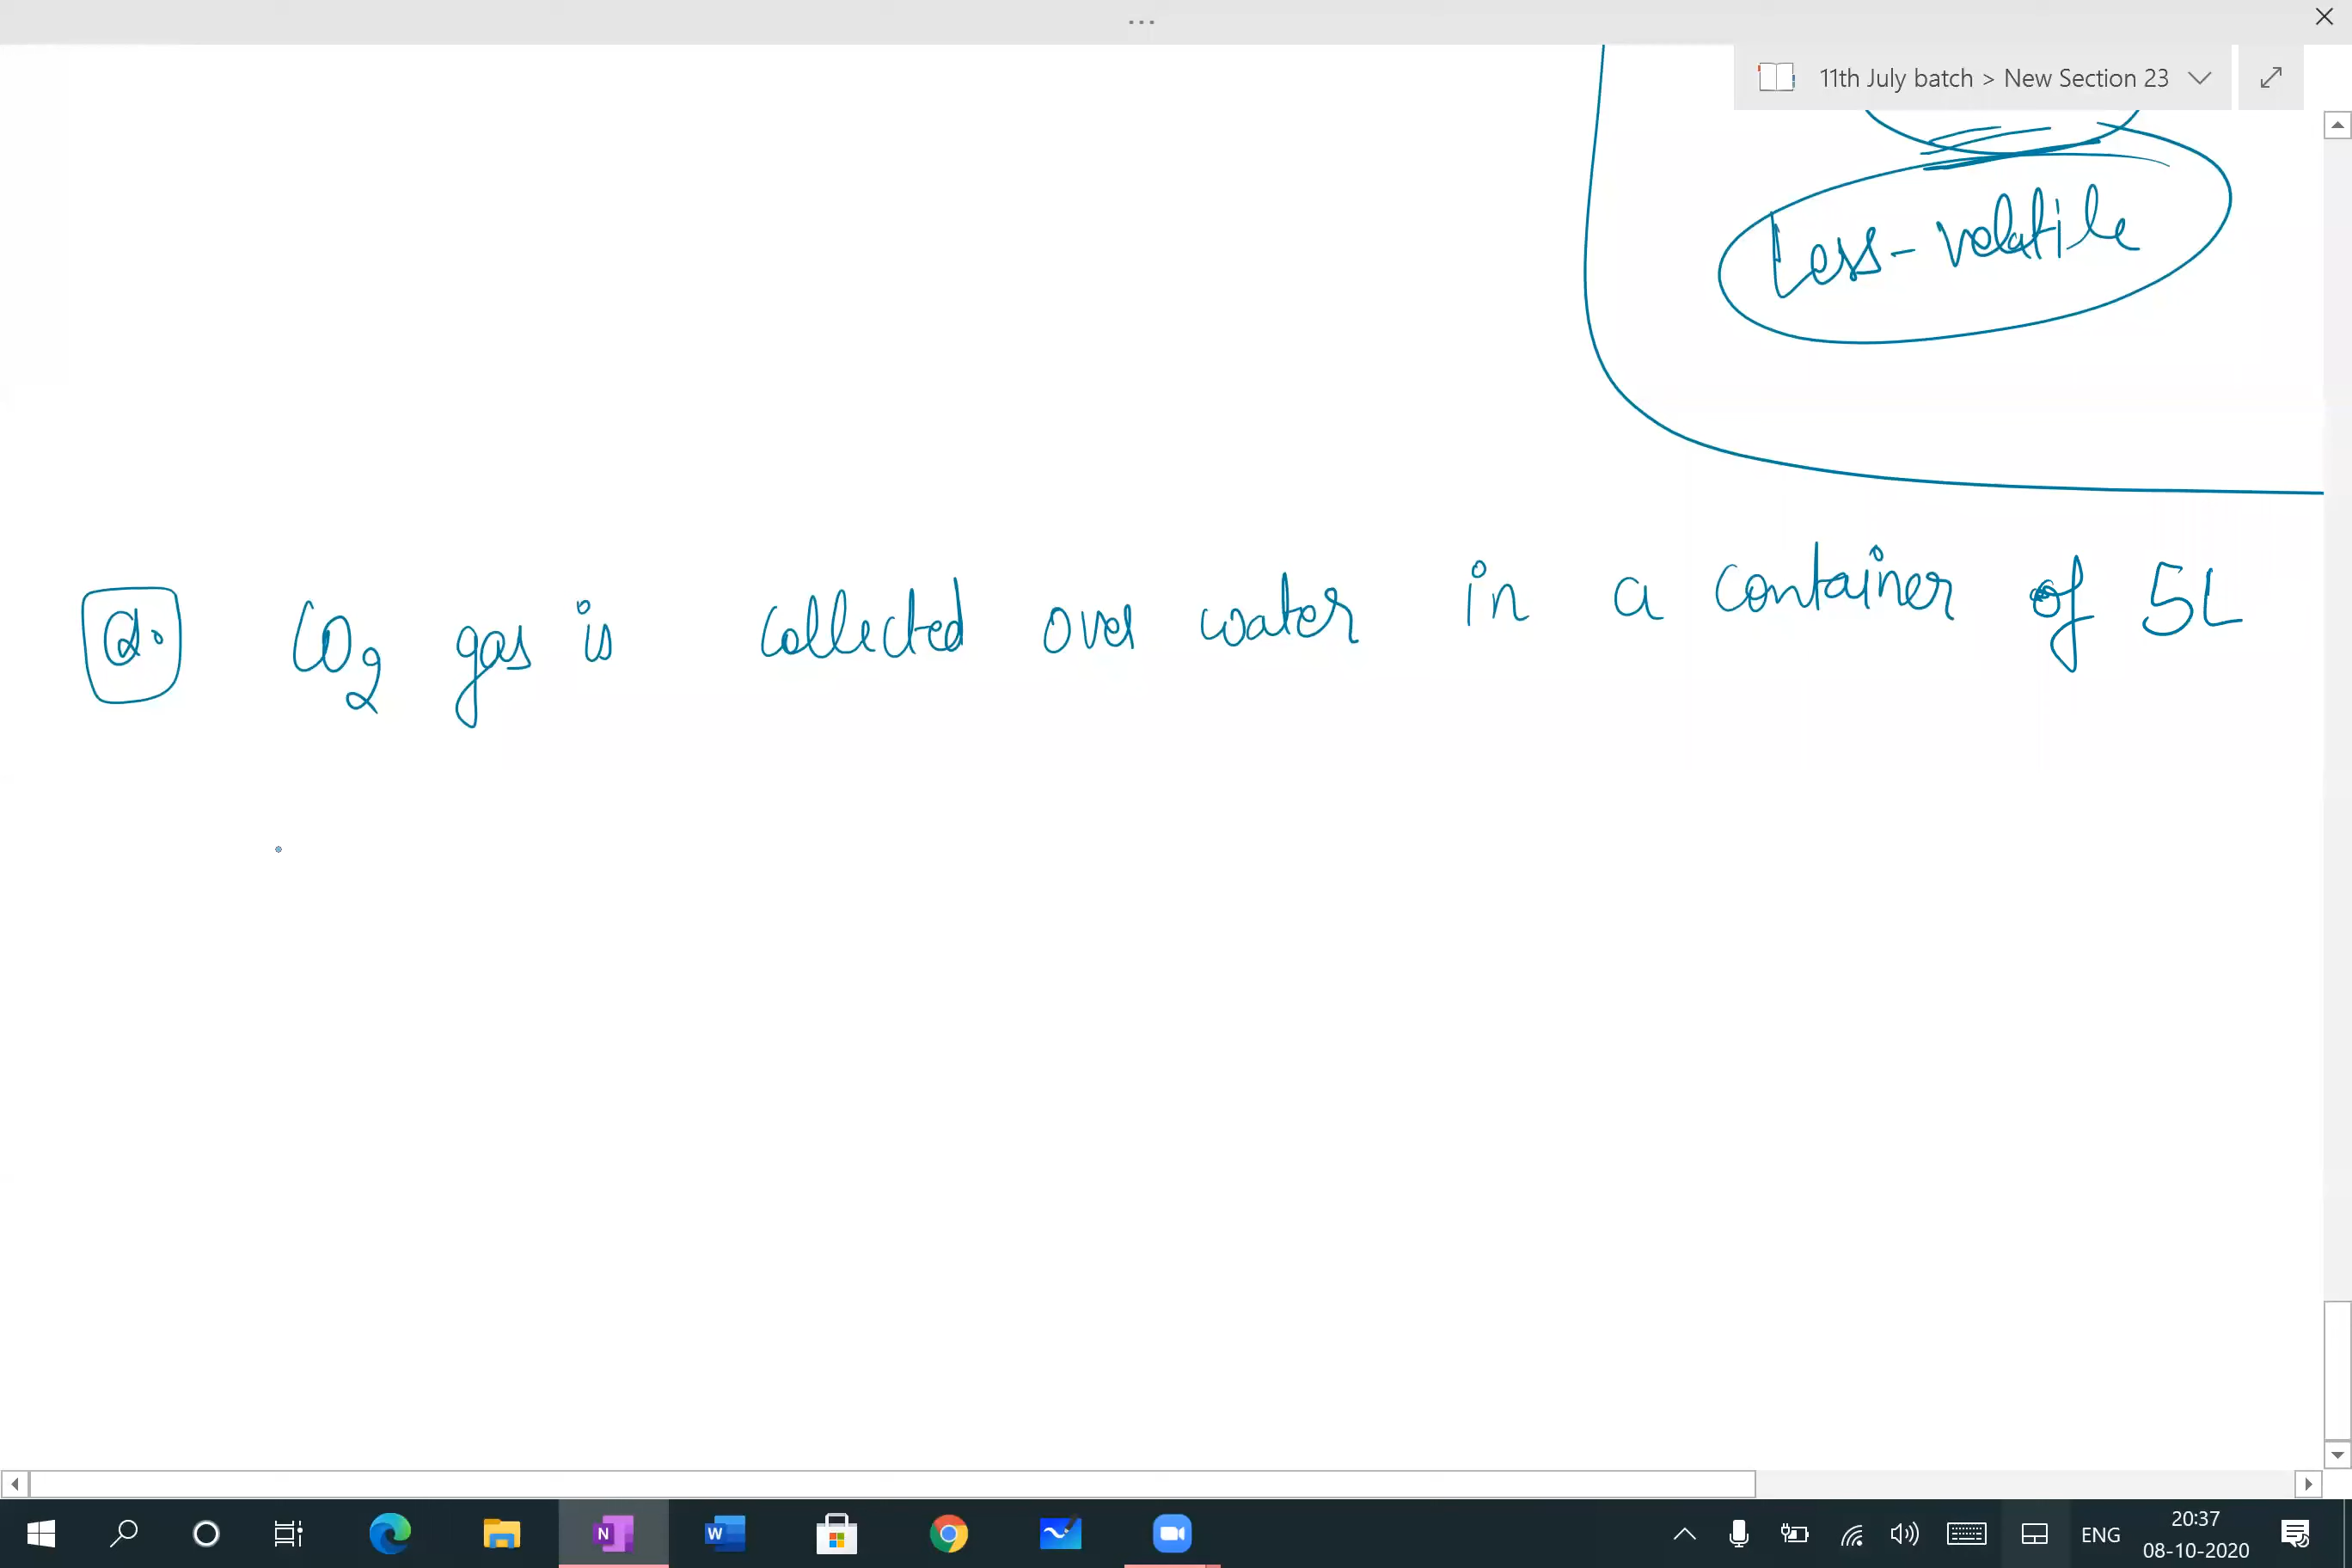 11th July batch > New Section 23
Less-volatile
d. CO2 gas is collected over water in a container of 5L
ENG
20:37
08-10-2020